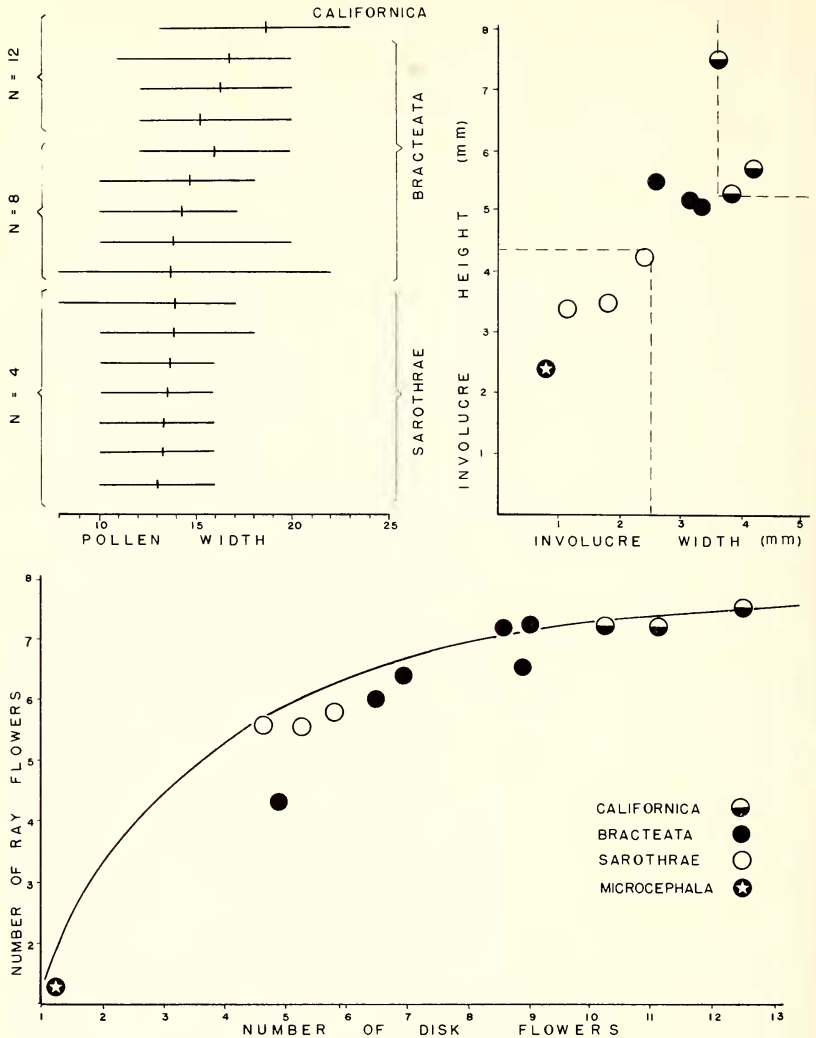 CALIFORNICA
N = 12
N = 8
N = 4
BRACTEATA
SAROTHRAE
10 15 20 25
POLLEN WIDTH
8
7
6
5
4
3
2
1
INVOLUCRE HEIGHT (mm)
1 2 3 4 5
INVOLUCRE WIDTH (mm)
8
7
6
5
4
3
2
NUMBER OF RAY FLOWERS
CALIFORNICA
BRACTEATA
SAROTHRAE
MICROCEPHALA
1 2 3 4 5 6 7 8 9 10 11 12 13
NUMBER OF DISK FLOWERS